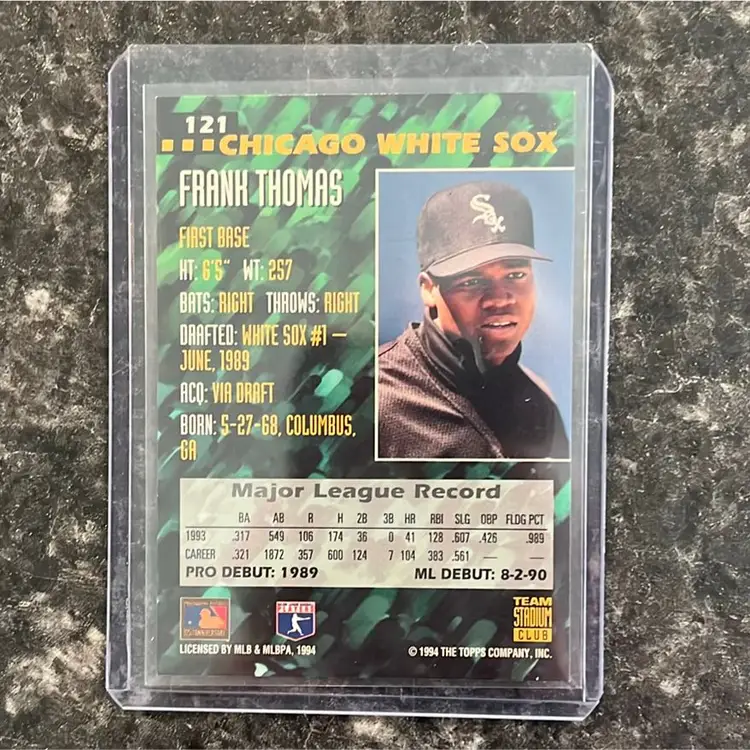 121
CHICAGO WHITE SOX
FRANK THOMAS
Sox
FIRST BASE
HT: 6'5" WT: 257
BATS: RIGHT THROWS: RIGHT
DRAFTED: WHITE SOX #1 —
JUNE, 1989
ACQ: VIA DRAFT
BORN: 5-27-68, COLUMBUS,
GA
Major League Record
BA AB R H 2B 3B HR RBI SLG OBP FLDG PCT
1993 .317 549 106 174 36 0 41 128 .607 .426 .989
CAREER .321 1872 357 600 124 7 104 383 .561 — —
PRO DEBUT: 1989 ML DEBUT: 8-2-90
PLAYERS
TEAM
STADIUM
CLUB
LICENSED BY MLB & MLBPA, 1994 © 1994 THE TOPPS COMPANY, INC.